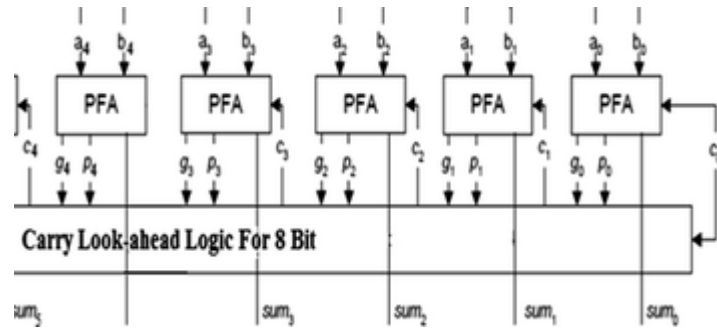 a4 b4 a3 b3 a2 b2 a1 b1 a0 b0
PFA PFA PFA PFA PFA
c4 g4 p4 g3 p3 c3 g2 p2 c2 g1 p1 c1 g0 p0 c
Carry Look-ahead Logic For 8 Bit
sum5 sum3 sum2 sum1 sum0